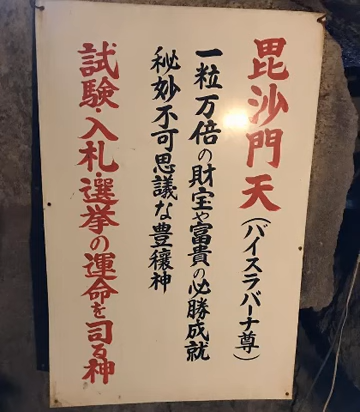 毘沙門天(バイスラバーナ尊)
一粒万倍の財宝や富貴の必勝成就
秘妙不可思議な豊穣神
試験・入札・選挙の運命を司る神